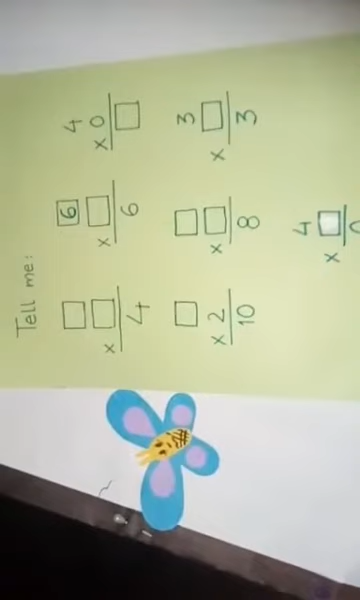 Tell me:
□ 6 4
× □ × □ × 0
4 6 □
□ □ 3
× 2 × □ × □
10 8 3
4
× □